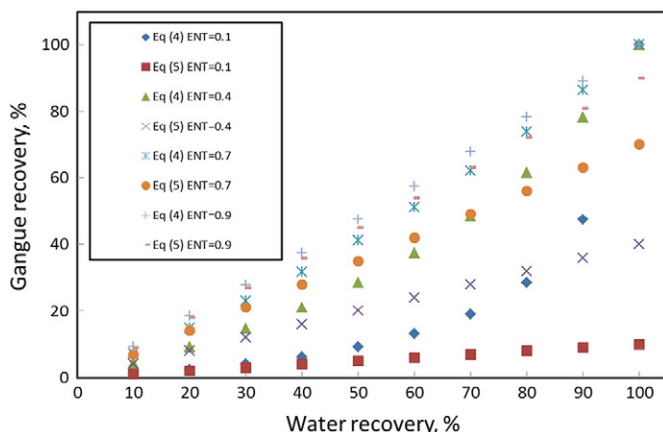 100
80
60
40
20
0
Gangue recovery, %
Eq (4) ENT=0.1
Eq (5) ENT=0.1
Eq (4) ENT=0.4
Eq (5) ENT-0.4
Eq (4) ENT=0.7
Eq (5) ENT=0.7
Eq (4) ENT-0.9
Eq (5) ENT=0.9
0 10 20 30 40 50 60 70 80 90 100
Water recovery, %